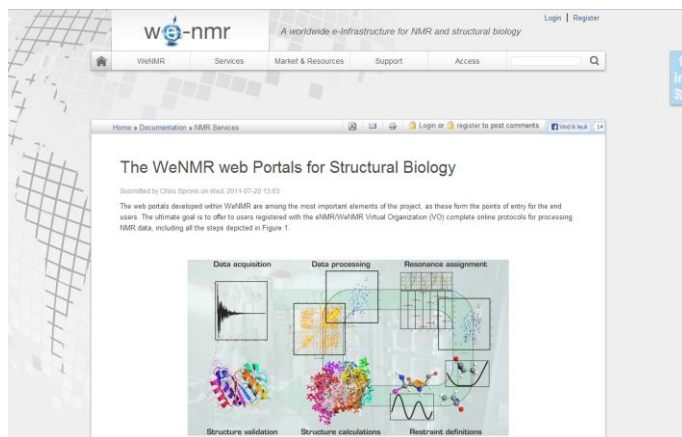 Login | Register
we-nmr
A worldwide e-Infrastructure for NMR and structural biology
WeNMR Services Market & Resources Support Access
Home » Documentation » NMR Services
Login or register to post comments
Vind ik leuk 14
The WeNMR web Portals for Structural Biology
Submitted by Chris Spronk on Wed, 2011-07-20 13:03
The web portals developed within WeNMR are among the most important elements of the project, as these form the points of entry for the end
users. The ultimate goal is to offer to users registered with the eNMR/WeNMR Virtual Organization (VO) complete online protocols for processing
NMR data, including all the steps depicted in Figure 1.
Data acquisition Data processing Resonance assignment
Structure validation Structure calculations Restraint definitions